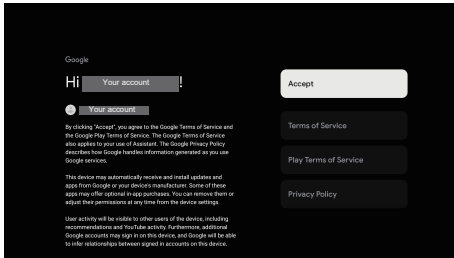 Google
Hi Your account !
Your account
By clicking "Accept", you agree to the Google Terms of Service and
the Google Play Terms of Service. The Google Terms of Service
also applies to your use of Assistant. The Google Privacy Policy
describes how Google handles information generated as you use
Google services.
This device may automatically receive and install updates and
apps from Google or your device's manufacturer. Some of these
apps may offer optional in-app purchases. You can remove them or
adjust their permissions at any time from the device settings.
User activity will be visible to other users of the device, including
recommendations and YouTube activity. Furthermore, additional
Google accounts may sign in on this device, and Google will be able
to infer relationships between signed in accounts on this device.
Accept
Terms of Service
Play Terms of Service
Privacy Policy